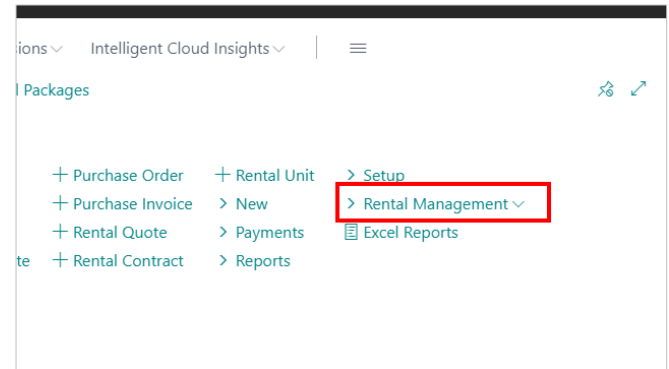 ions Intelligent Cloud Insights
l Packages
+ Purchase Order + Rental Unit > Setup
+ Purchase Invoice > New > Rental Management
+ Rental Quote > Payments Excel Reports
te + Rental Contract > Reports